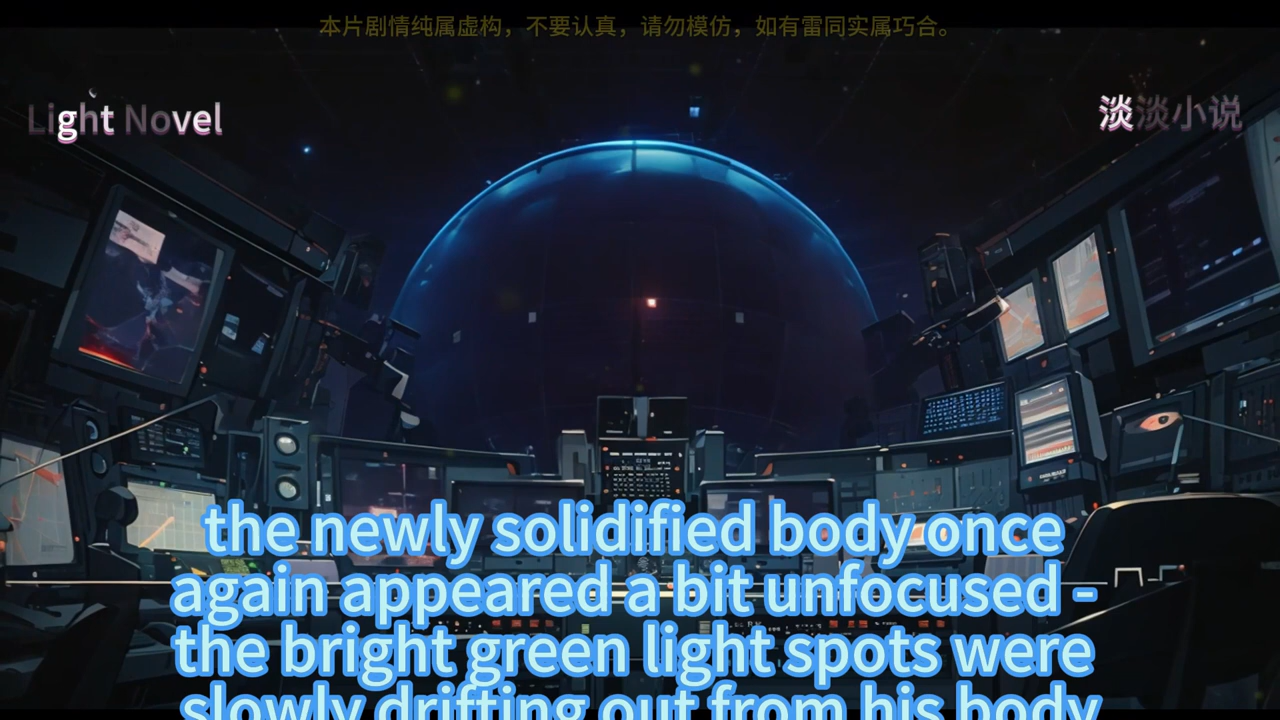 本片剧情纯属虚构，不要认真，请勿模仿，如有雷同实属巧合。
Light Novel
淡淡小说
the newly solidified body once
again appeared a bit unfocused -
the bright green light spots were
slowly drifting out from his body